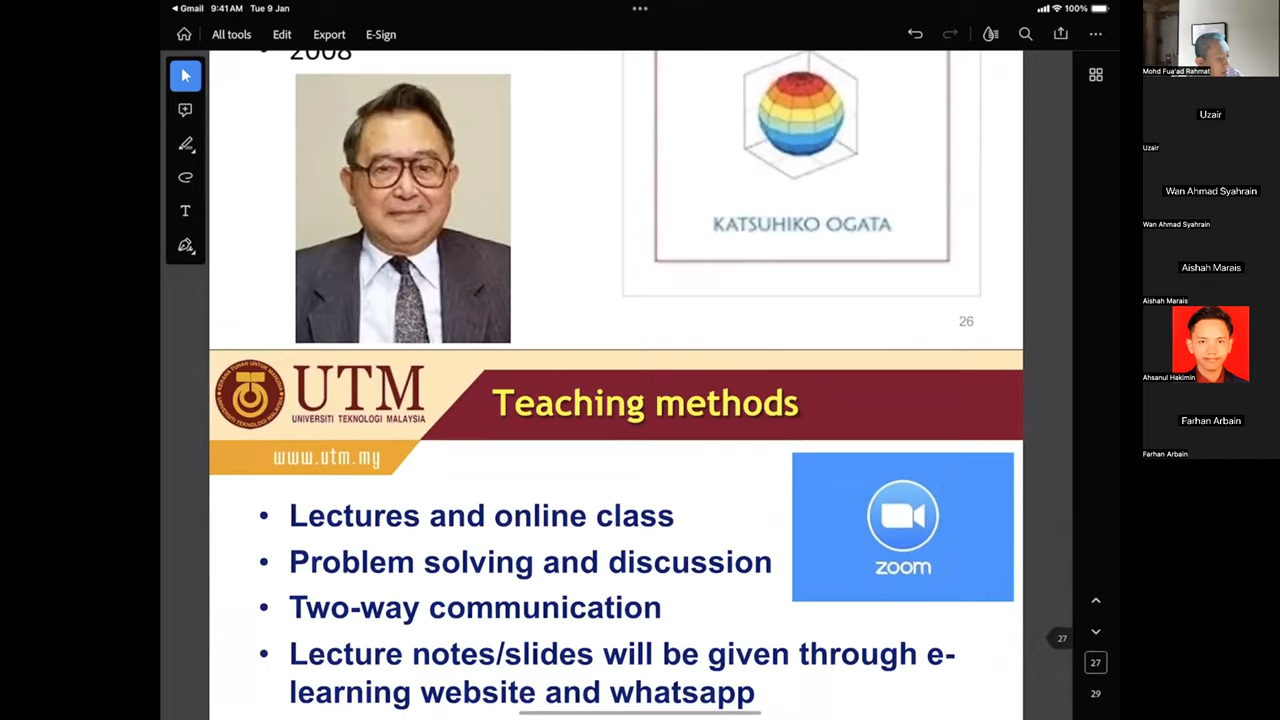 Gmail 9:41 AM Tue 9 Jan
100%
All tools Edit Export E-Sign
2008
KATSUHIKO OGATA
26
UTM
UNIVERSITI TEKNOLOGI MALAYSIA
www.utm.my
Teaching methods
• Lectures and online class
• Problem solving and discussion
• Two-way communication
• Lecture notes/slides will be given through e-
learning website and whatsapp
zoom
27
27
29
Mohd Fua'ad Rahmat
Uzair
Uzair
Wan Ahmad Syahrain
Wan Ahmad Syahrain
Aishah Marais
Aishah Marais
Ahsanul Hakimin
Farhan Arbain
Farhan Arbain